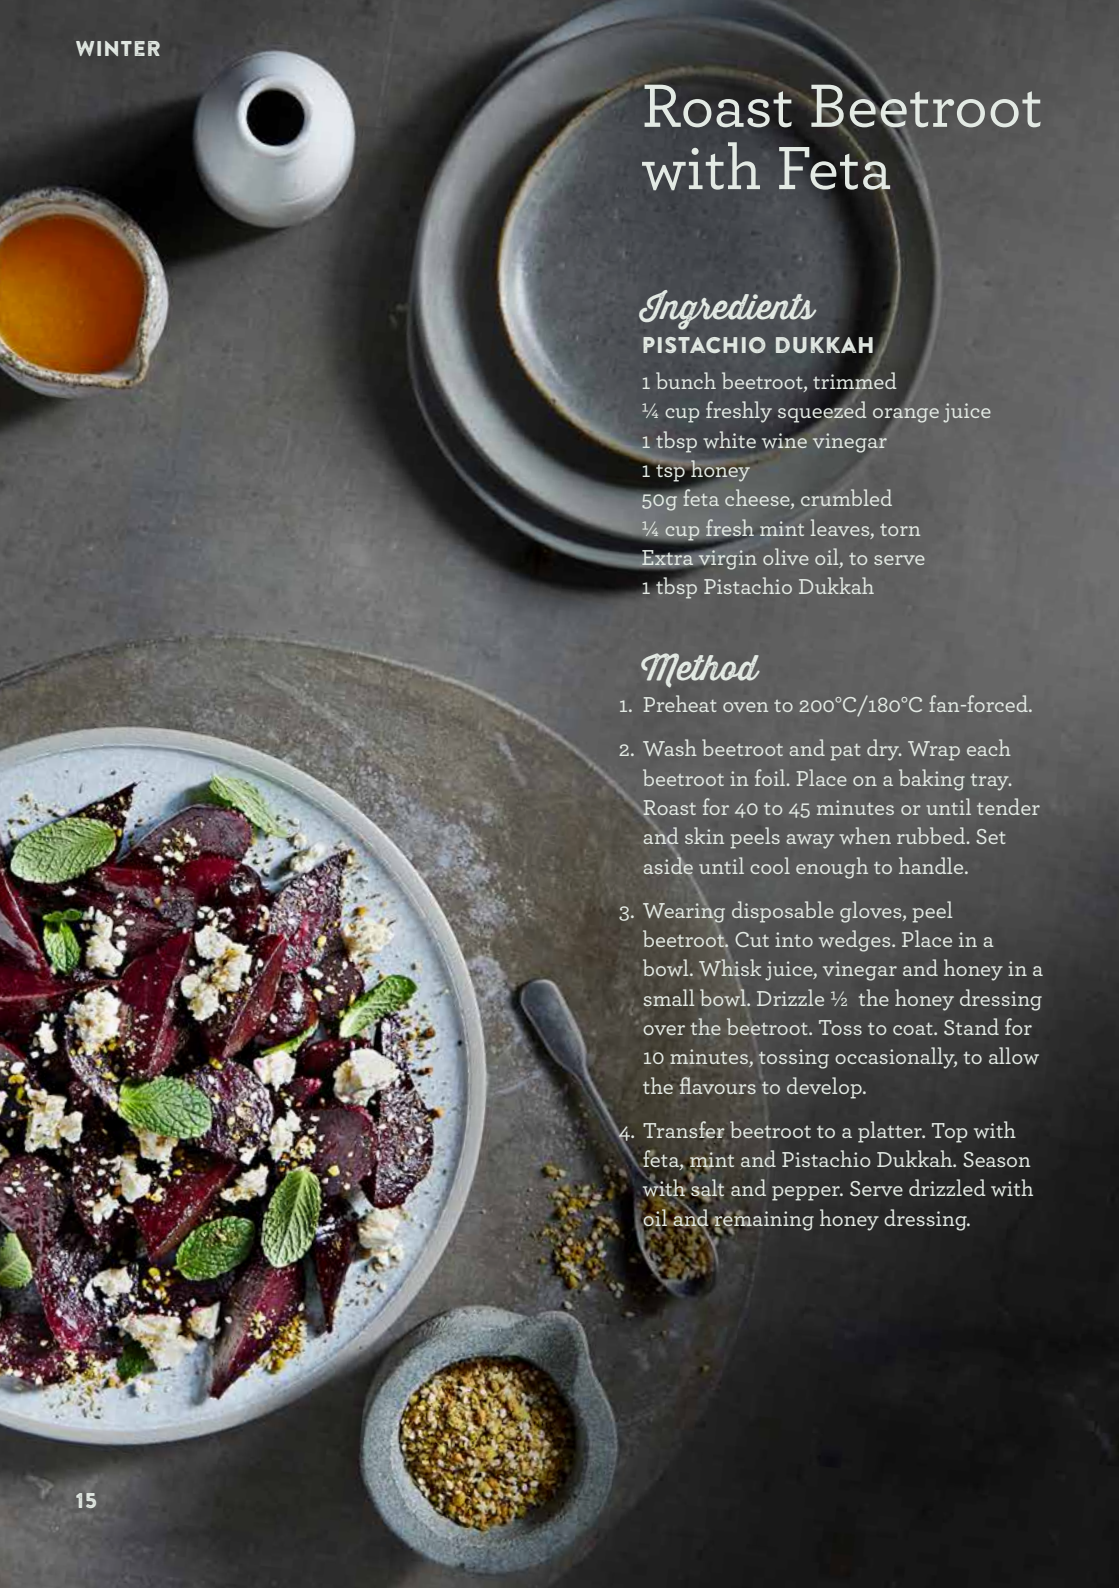 WINTER
Roast Beetroot
with Feta
Ingredients
PISTACHIO DUKKAH
1 bunch beetroot, trimmed
¼ cup freshly squeezed orange juice
1 tbsp white wine vinegar
1 tsp honey
50g feta cheese, crumbled
¼ cup fresh mint leaves, torn
Extra virgin olive oil, to serve
1 tbsp Pistachio Dukkah
Method
1. Preheat oven to 200°C/180°C fan-forced.
2. Wash beetroot and pat dry. Wrap each
beetroot in foil. Place on a baking tray.
Roast for 40 to 45 minutes or until tender
and skin peels away when rubbed. Set
aside until cool enough to handle.
3. Wearing disposable gloves, peel
beetroot. Cut into wedges. Place in a
bowl. Whisk juice, vinegar and honey in a
small bowl. Drizzle ½ the honey dressing
over the beetroot. Toss to coat. Stand for
10 minutes, tossing occasionally, to allow
the flavours to develop.
4. Transfer beetroot to a platter. Top with
feta, mint and Pistachio Dukkah. Season
with salt and pepper. Serve drizzled with
oil and remaining honey dressing.
15